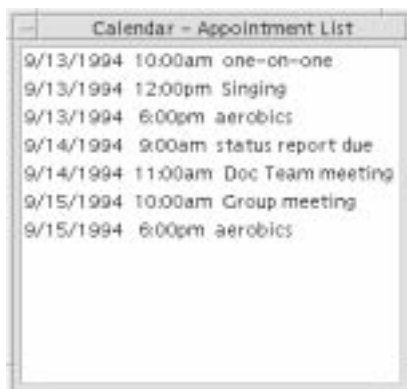 Calendar - Appointment List
9/13/1994 10:00am one-on-one
9/13/1994 12:00pm Singing
9/13/1994 6:00pm aerobics
9/14/1994 9:00am status report due
9/14/1994 11:00am Doc Team meeting
9/15/1994 10:00am Group meeting
9/15/1994 6:00pm aerobics